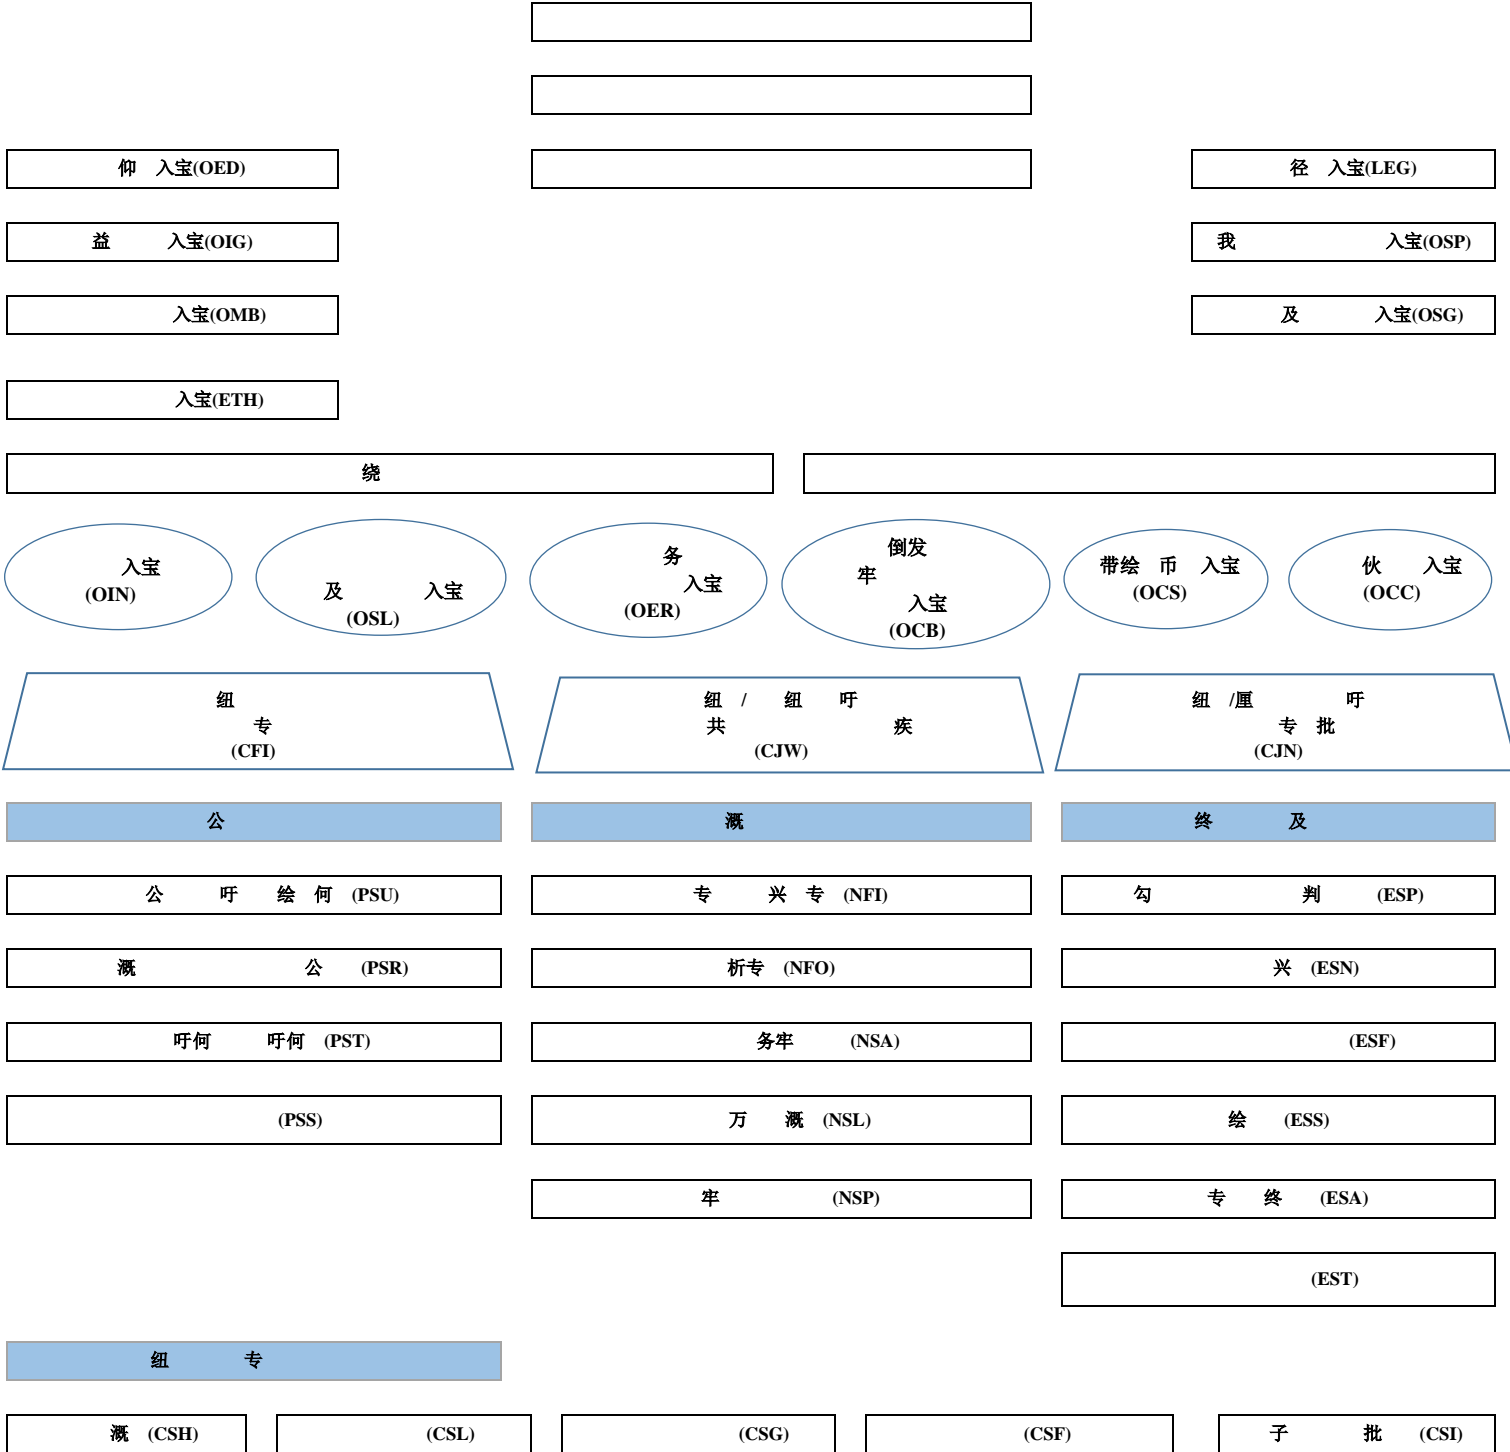 仰 入宝(OED)
径 入宝(LEG)
益 入宝(OIG)
我 入宝(OSP)
入宝(OMB)
及 入宝(OSG)
入宝(ETH)
绕
入宝
(OIN)
及 入宝
(OSL)
务
入宝
(OER)
倒发
牢
入宝
(OCB)
带绘 币 入宝
(OCS)
伙 入宝
(OCC)
纽
专
(CFI)
纽 / 纽 吁
共 疾
(CJW)
纽 /厘 吁
专 批
(CJN)
公
溉
终 及
公 吁 绘 何 (PSU)
专 兴 专 (NFI)
勾 判 (ESP)
溉 公 (PSR)
析专 (NFO)
兴 (ESN)
吁何 吁何 (PST)
务牢 (NSA)
(ESF)
(PSS)
万 溉 (NSL)
绘 (ESS)
牢 (NSP)
专 终 (ESA)
(EST)
纽 专
溉 (CSH)
(CSL)
(CSG)
(CSF)
子 批 (CSI)